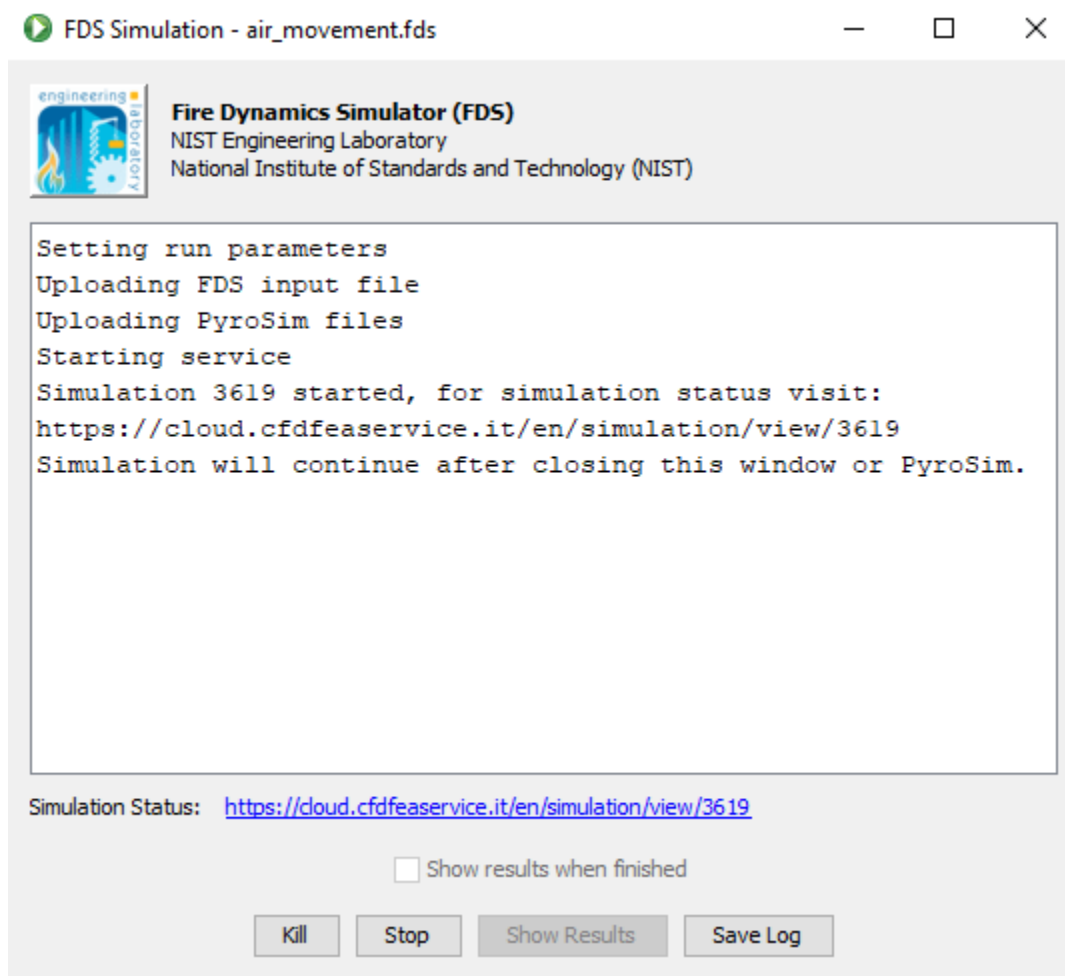 FDS Simulation - air_movement.fds
engineering
laboratory
Fire Dynamics Simulator (FDS)
NIST Engineering Laboratory
National Institute of Standards and Technology (NIST)
Setting run parameters
Uploading FDS input file
Uploading PyroSim files
Starting service
Simulation 3619 started, for simulation status visit:
https://cloud.cfdfeaservice.it/en/simulation/view/3619
Simulation will continue after closing this window or PyroSim.
Simulation Status: https://cloud.cfdfeaservice.it/en/simulation/view/3619
Show results when finished
Kill Stop Show Results Save Log